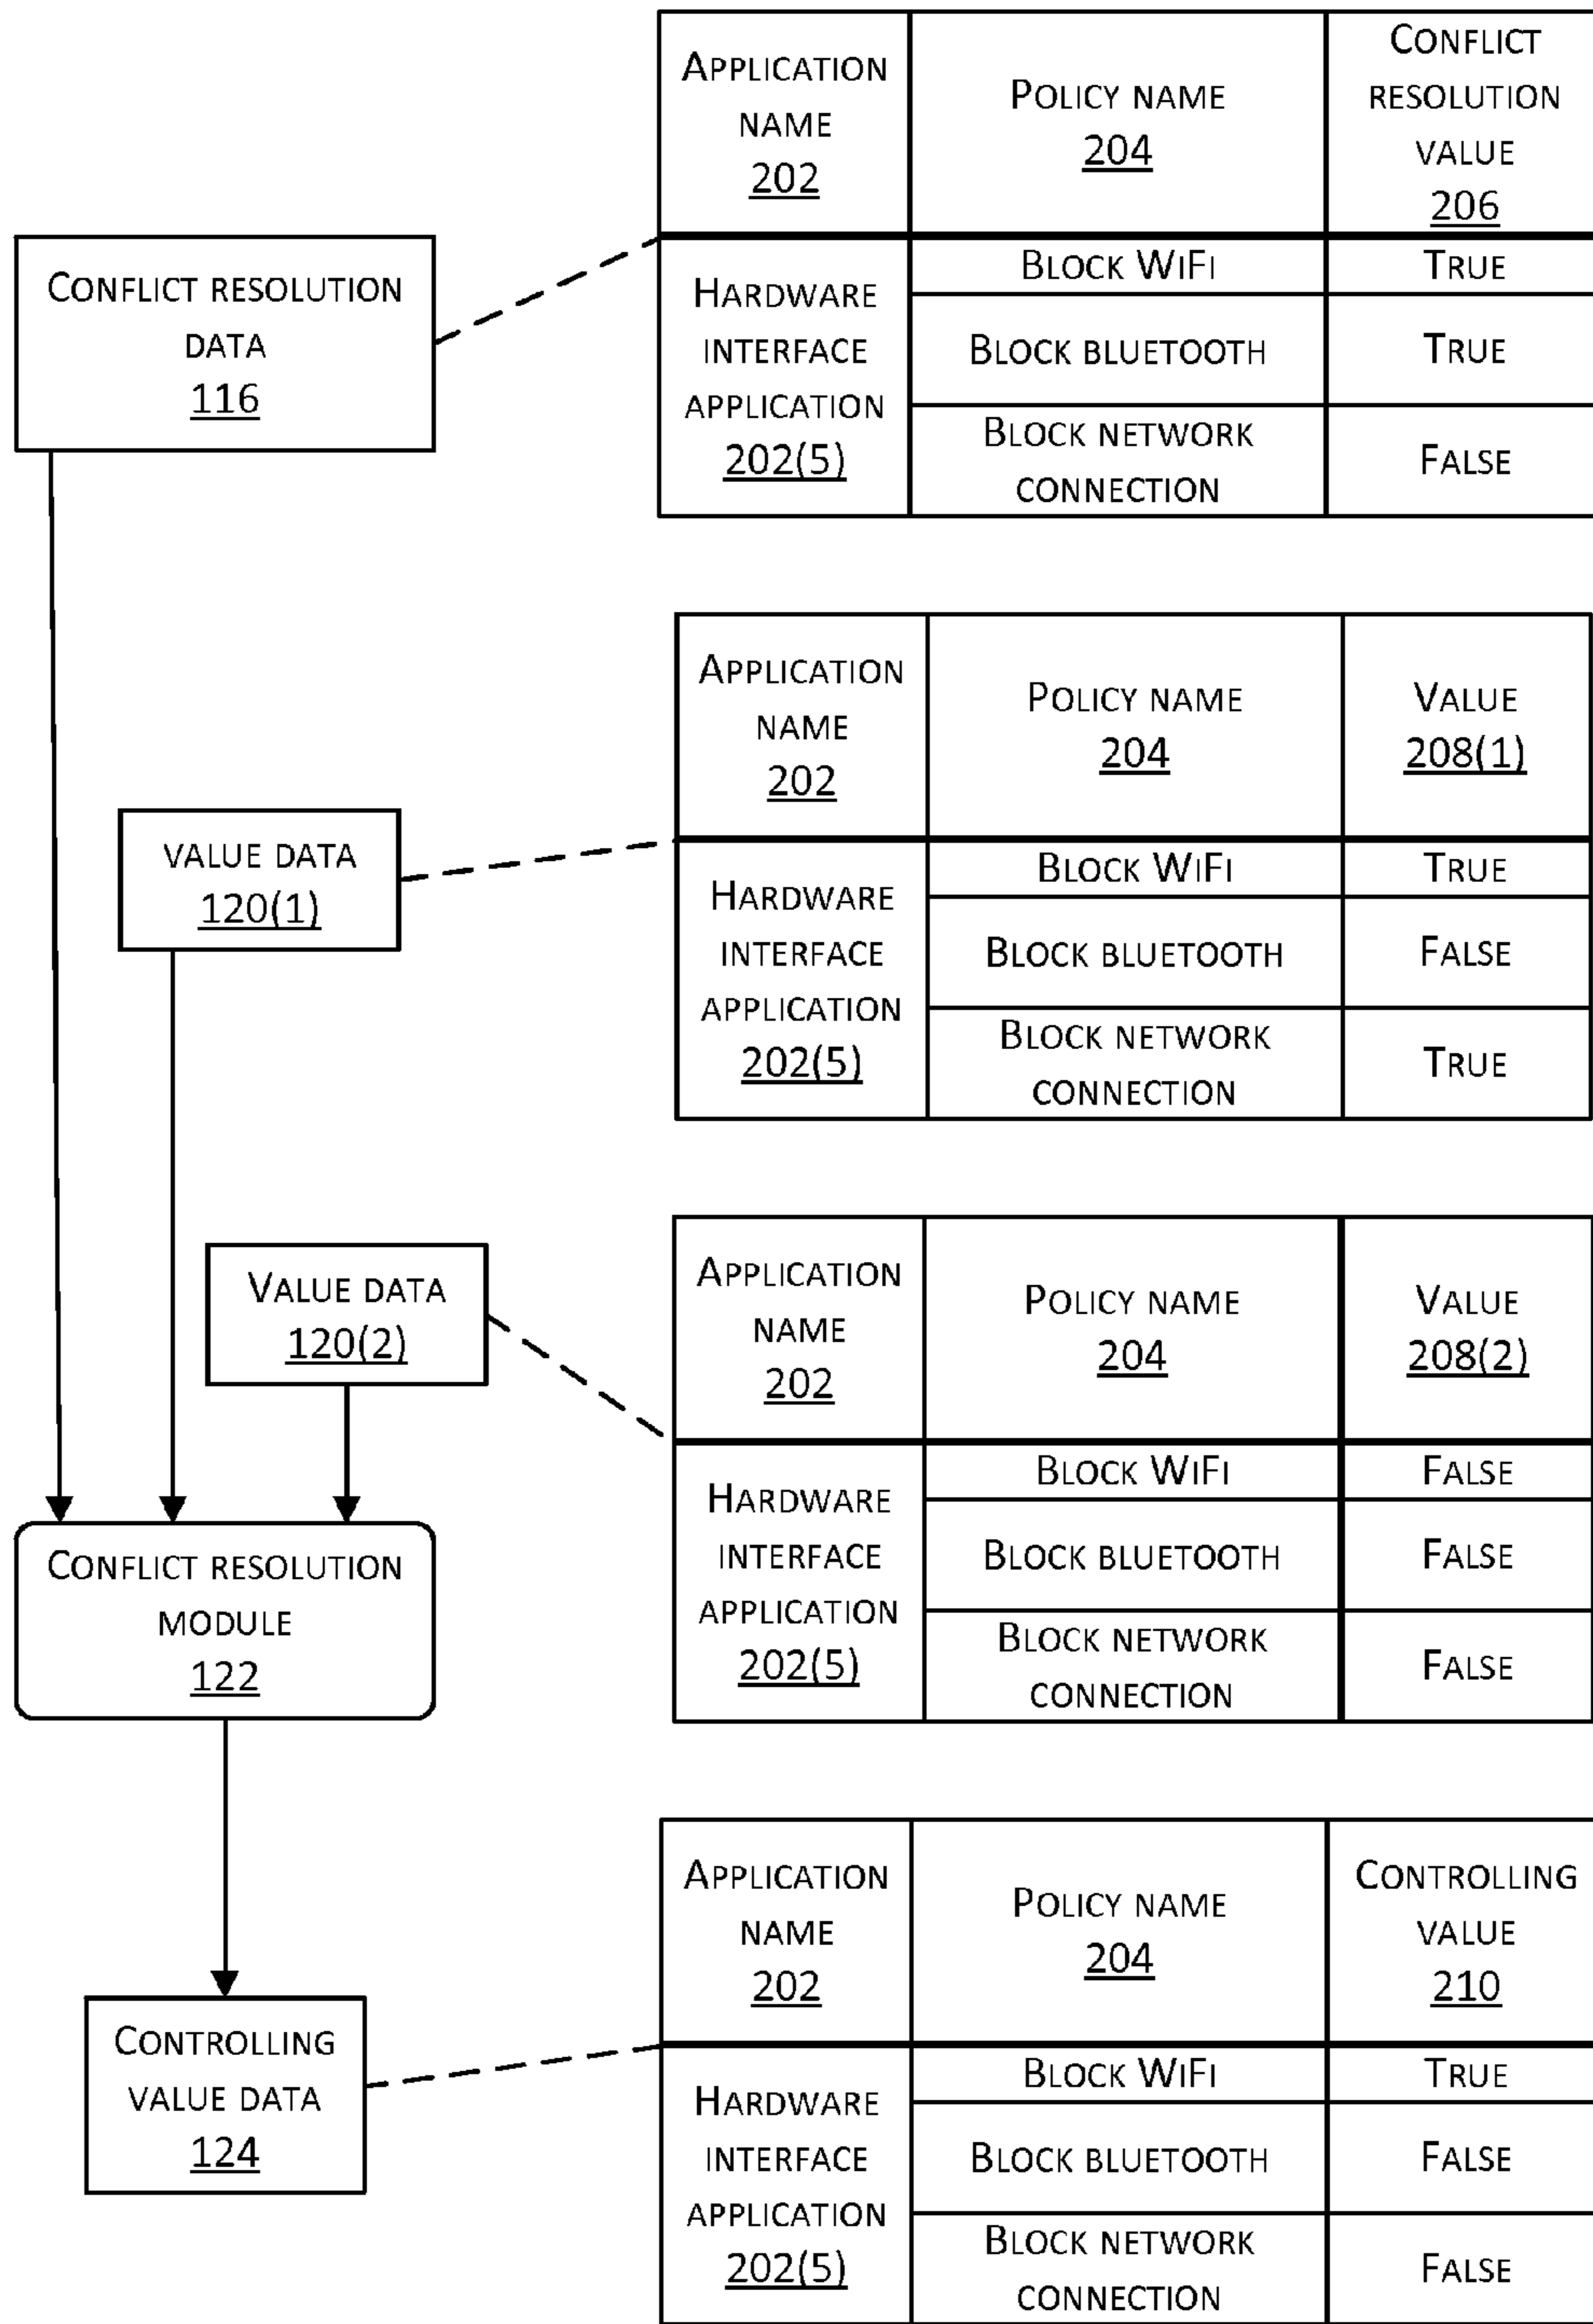 APPLICATION
NAME
202
POLICY NAME
204
CONFLICT
RESOLUTION
VALUE
206
CONFLICT RESOLUTION
DATA
116
HARDWARE
INTERFACE
APPLICATION
202(5)
BLOCK WIFI
TRUE
BLOCK BLUETOOTH
TRUE
BLOCK NETWORK
CONNECTION
FALSE
APPLICATION
NAME
202
POLICY NAME
204
VALUE
208(1)
VALUE DATA
120(1)
HARDWARE
INTERFACE
APPLICATION
202(5)
BLOCK WIFI
TRUE
BLOCK BLUETOOTH
FALSE
BLOCK NETWORK
CONNECTION
TRUE
APPLICATION
NAME
202
POLICY NAME
204
VALUE
208(2)
VALUE DATA
120(2)
HARDWARE
INTERFACE
APPLICATION
202(5)
BLOCK WIFI
FALSE
BLOCK BLUETOOTH
FALSE
BLOCK NETWORK
CONNECTION
FALSE
CONFLICT RESOLUTION
MODULE
122
APPLICATION
NAME
202
POLICY NAME
204
CONTROLLING
VALUE
210
CONTROLLING
VALUE DATA
124
HARDWARE
INTERFACE
APPLICATION
202(5)
BLOCK WIFI
TRUE
BLOCK BLUETOOTH
FALSE
BLOCK NETWORK
CONNECTION
FALSE